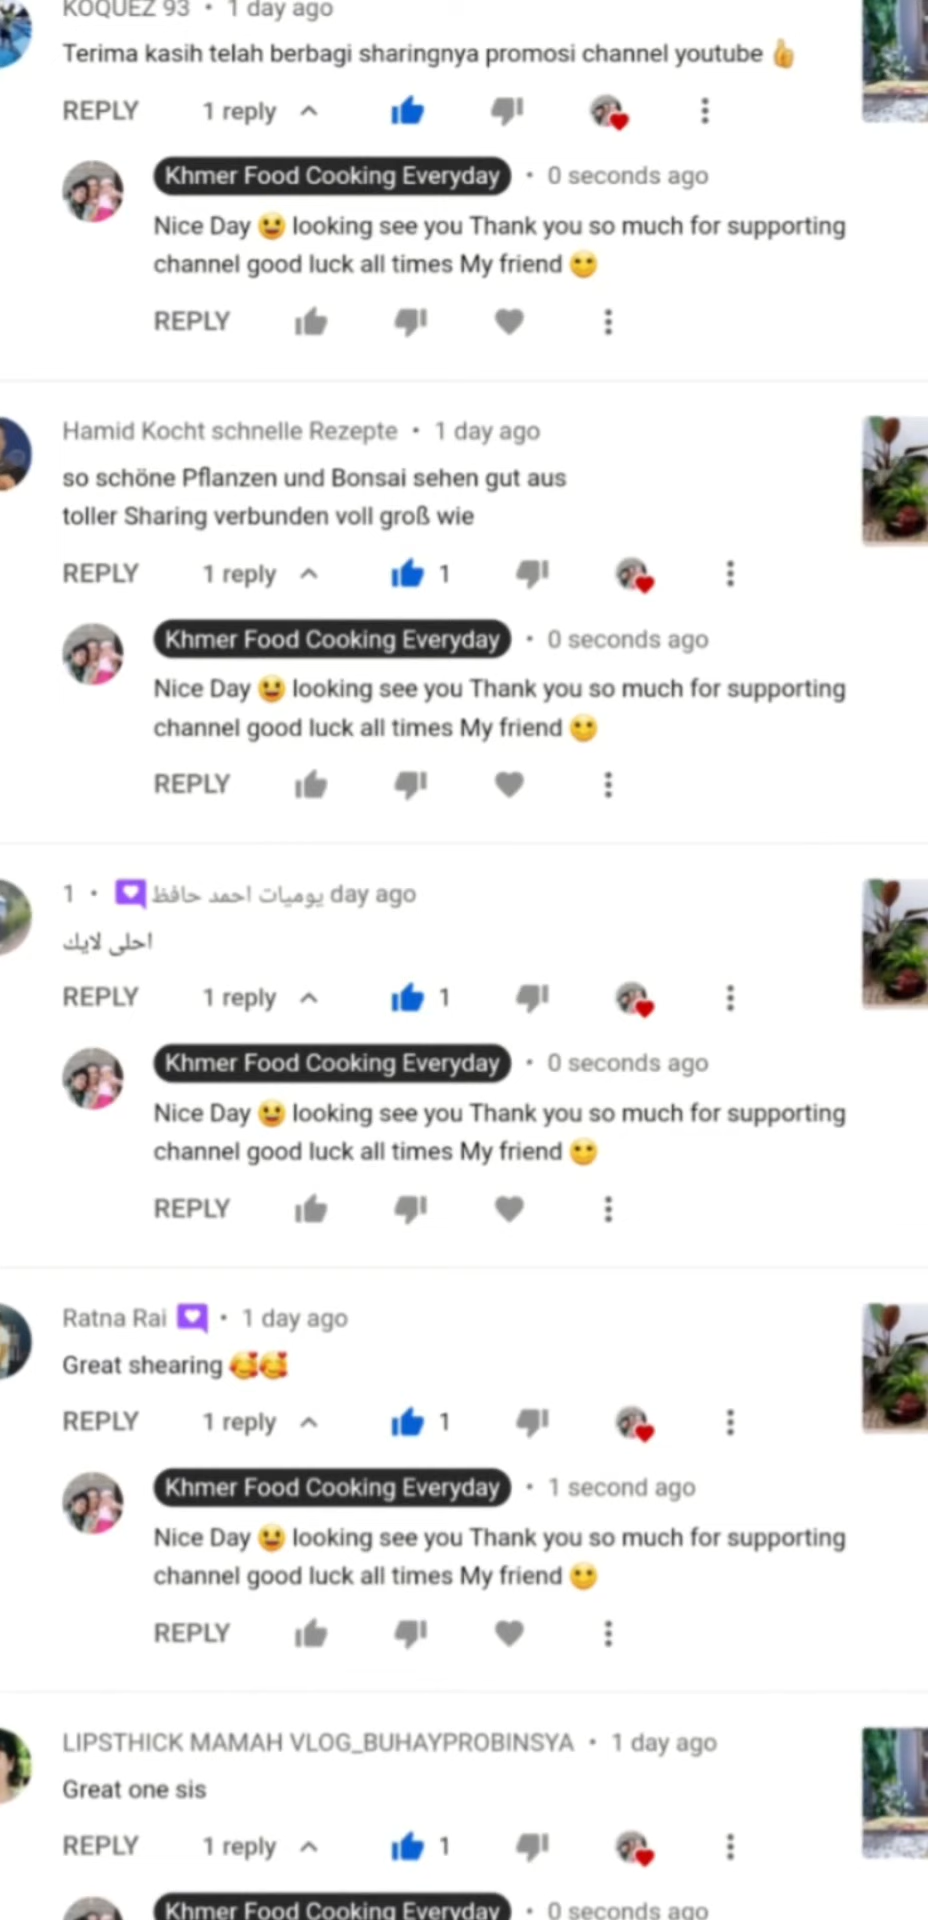 KOQUEZ 93 • 1 day ago
Terima kasih telah berbagi sharingnya promosi channel youtube 👍
REPLY 1 reply
Khmer Food Cooking Everyday • 0 seconds ago
Nice Day 😀 looking see you Thank you so much for supporting
channel good luck all times My friend 🙂
REPLY
Hamid Kocht schnelle Rezepte • 1 day ago
so schöne Pflanzen und Bonsai sehen gut aus
toller Sharing verbunden voll groß wie
REPLY 1 reply 1
Khmer Food Cooking Everyday • 0 seconds ago
Nice Day 😀 looking see you Thank you so much for supporting
channel good luck all times My friend 🙂
REPLY
يوميات احمد حافظ 💜 • 1 day ago
احلى لايك
REPLY 1 reply 1
Khmer Food Cooking Everyday • 0 seconds ago
Nice Day 😀 looking see you Thank you so much for supporting
channel good luck all times My friend 🙂
REPLY
Ratna Rai 💜 • 1 day ago
Great shearing 🥰🥰
REPLY 1 reply 1
Khmer Food Cooking Everyday • 1 second ago
Nice Day 😀 looking see you Thank you so much for supporting
channel good luck all times My friend 🙂
REPLY
LIPSTHICK MAMAH VLOG_BUHAYPROBINSYA • 1 day ago
Great one sis
REPLY 1 reply 1
Khmer Food Cooking Everyday • 0 seconds ago